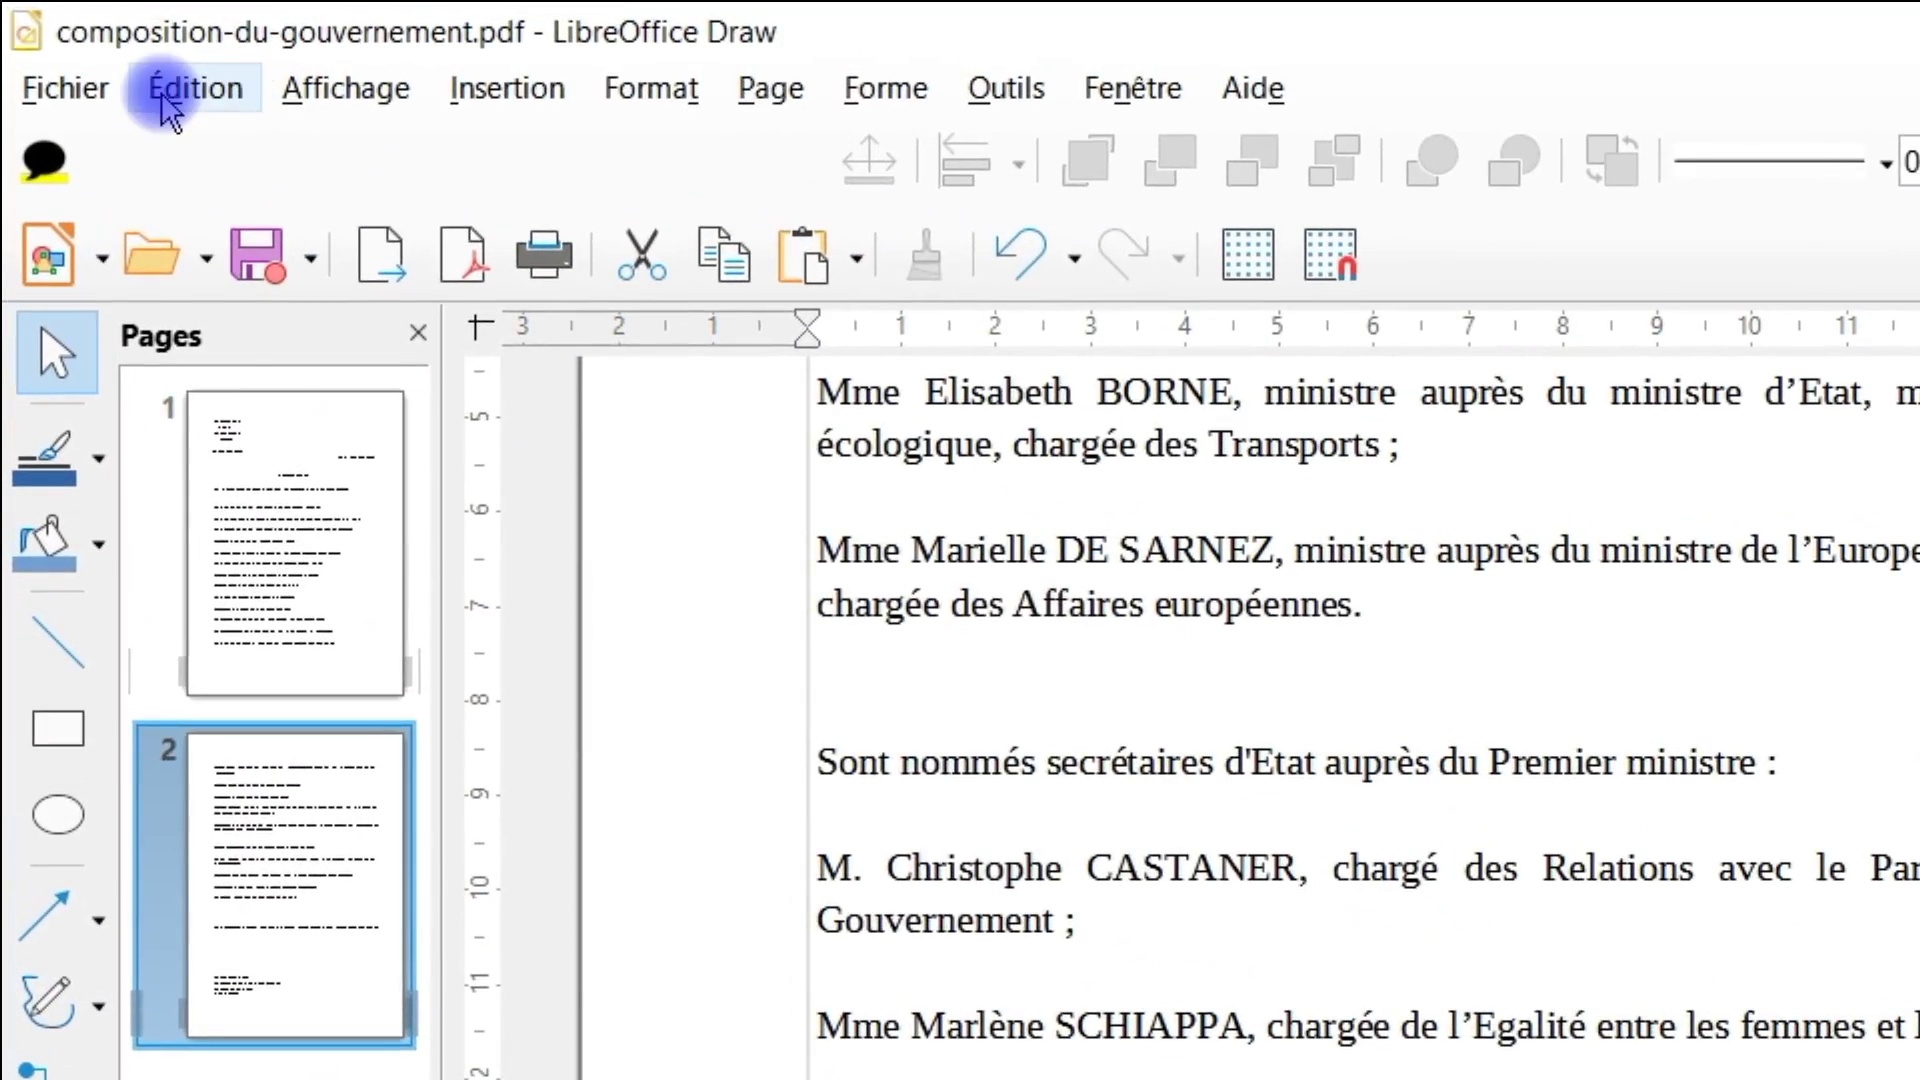 composition-du-gouvernement.pdf - LibreOffice Draw
Fichier Édition Affichage Insertion Format Page Forme Outils Fenêtre Aide
0
Pages
3 2 1 1 2 3 4 5 6 7 8 9 10 11
1
2
5
6
7
8
9
10
11
Mme Elisabeth BORNE, ministre auprès du ministre d’Etat, m
écologique, chargée des Transports ;
Mme Marielle DE SARNEZ, ministre auprès du ministre de l’Europe
chargée des Affaires européennes.
Sont nommés secrétaires d'Etat auprès du Premier ministre :
M. Christophe CASTANER, chargé des Relations avec le Par
Gouvernement ;
Mme Marlène SCHIAPPA, chargée de l’Egalité entre les femmes et l